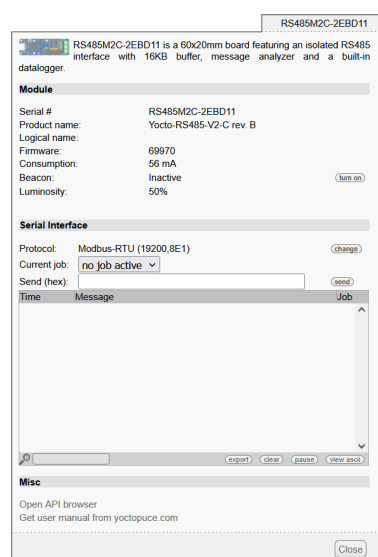 RS485M2C-2EBD11
RS485M2C-2EBD11 is a 60x20mm board featuring an isolated RS485
interface with 16KB buffer, message analyzer and a built-in
datalogger.
Module
Serial # RS485M2C-2EBD11
Product name: Yocto-RS485-V2-C rev. B
Logical name:
Firmware: 69970
Consumption: 56 mA
Beacon: Inactive turn on
Luminosity: 50%
Serial Interface
Protocol: Modbus-RTU (19200,8E1) change
Current job: no job active
Send (hex): send
Time Message Job
export clear pause view ascii
Misc
Open API browser
Get user manual from yoctopuce.com
Close